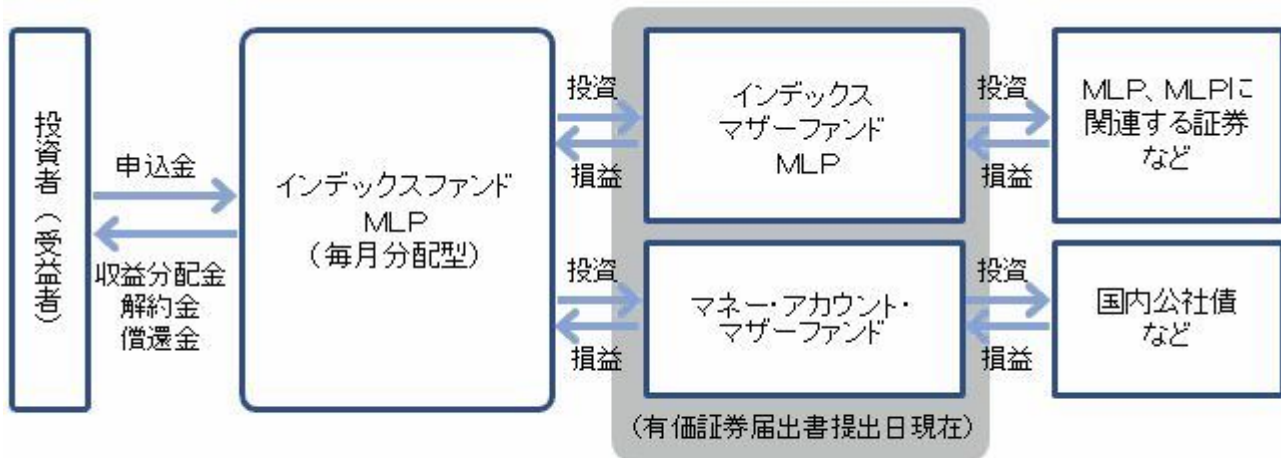 投資者(受益者)
申込金
収益分配金
解約金
償還金
インデックスファンド
MLP
(毎月分配型)
投資
損益
投資
損益
インデックス
マザーファンド
MLP
マネー・アカウント・
マザーファンド
(有価証券届出書提出日現在)
投資
損益
投資
損益
MLP、MLPに
関連する証券
など
国内公社債
など